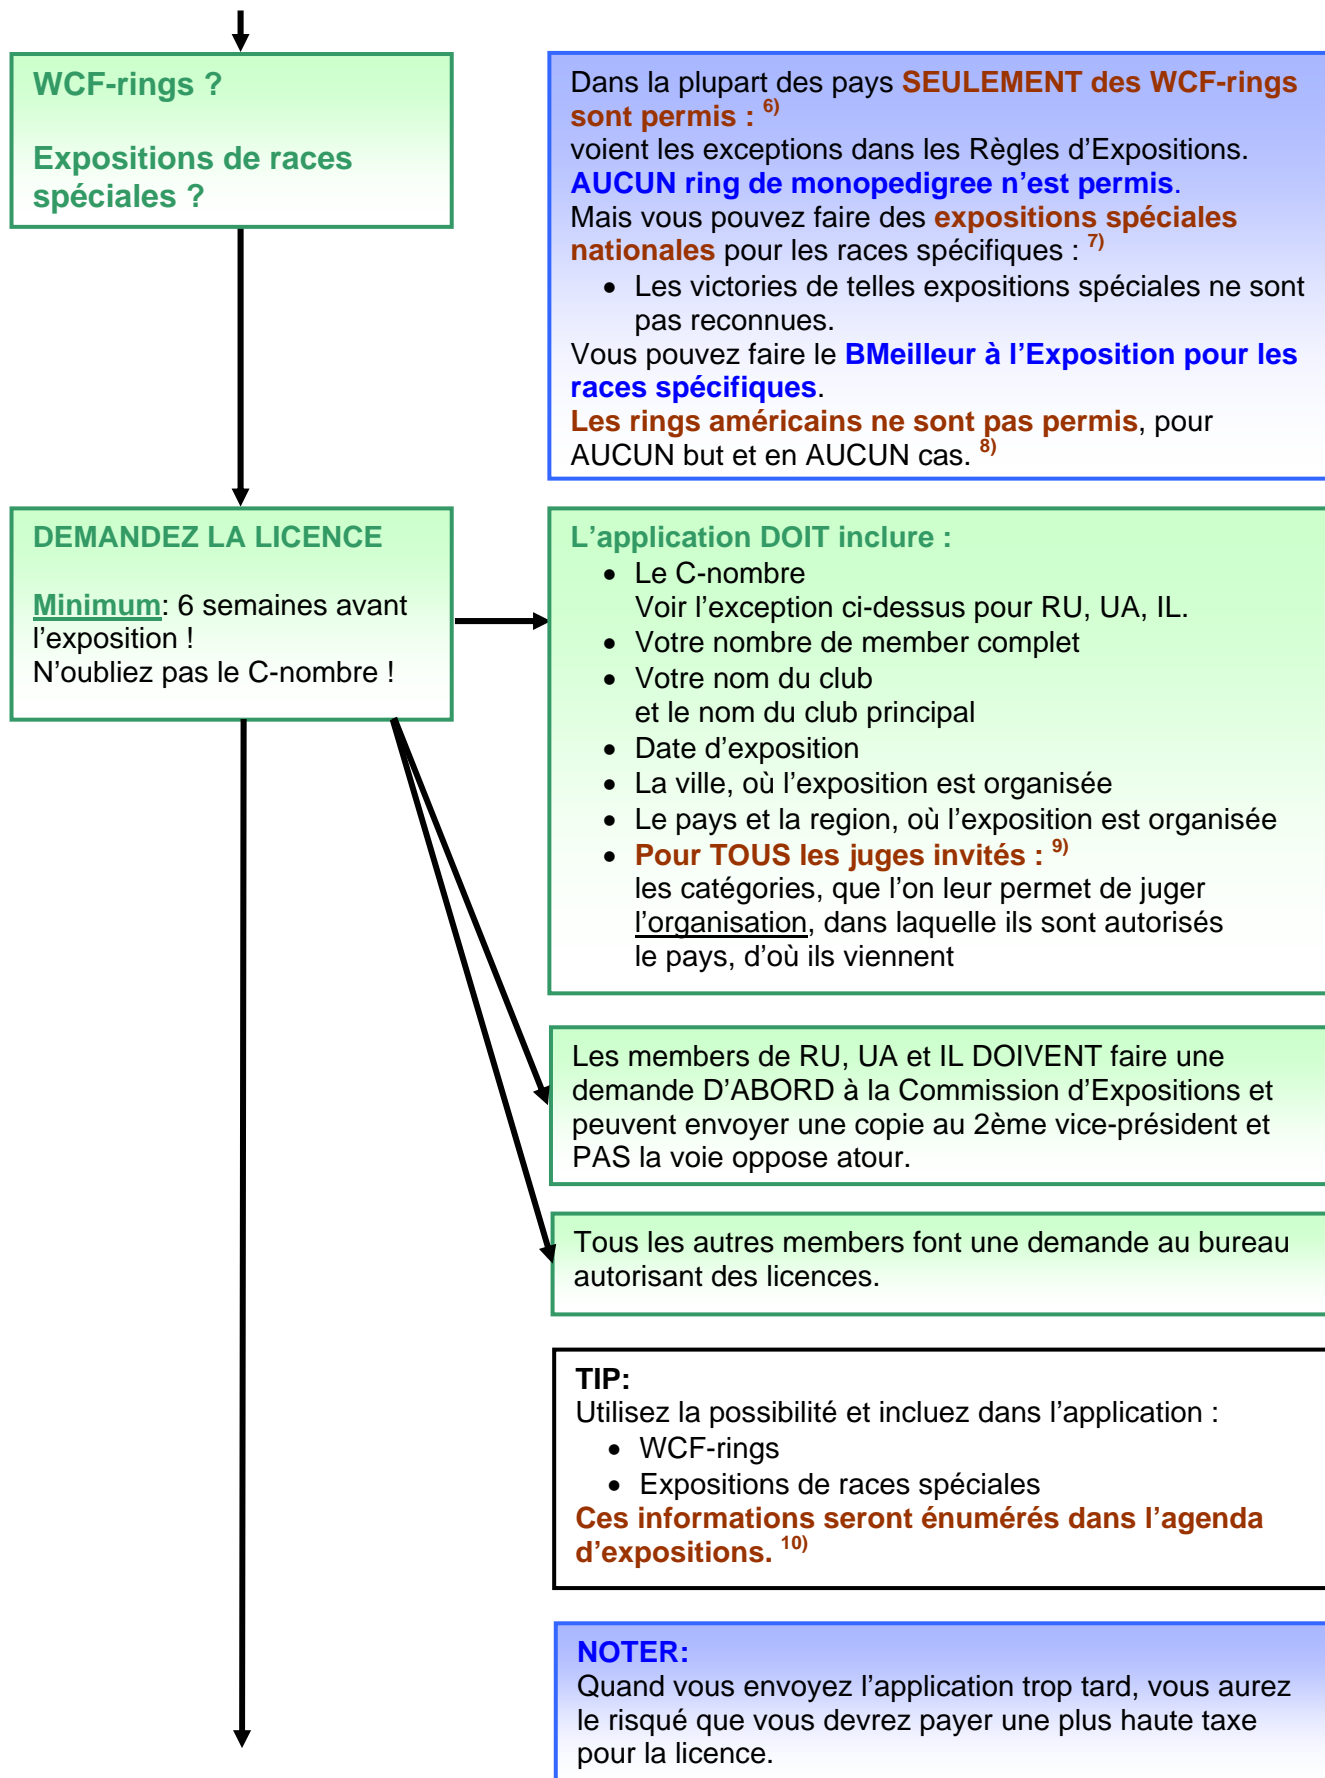 WCF-rings ?
Expositions de races
spéciales ?
Dans la plupart des pays SEULEMENT des WCF-rings
sont permis : 6)
voient les exceptions dans les Règles d’Expositions.
AUCUN ring de monopedigree n’est permis.
Mais vous pouvez faire des expositions spéciales
nationales pour les races spécifiques : 7)
• Les victories de telles expositions spéciales ne sont
pas reconnues.
Vous pouvez faire le BMeilleur à l’Exposition pour les
races spécifiques.
Les rings américains ne sont pas permis, pour
AUCUN but et en AUCUN cas. 8)
DEMANDEZ LA LICENCE
Minimum: 6 semaines avant
l’exposition !
N’oubliez pas le C-nombre !
L’application DOIT inclure :
• Le C-nombre
Voir l’exception ci-dessus pour RU, UA, IL.
• Votre nombre de member complet
• Votre nom du club
et le nom du club principal
• Date d’exposition
• La ville, où l’exposition est organisée
• Le pays et la region, où l’exposition est organisée
• Pour TOUS les juges invités : 9)
les catégories, que l’on leur permet de juger
l’organisation, dans laquelle ils sont autorisés
le pays, d’où ils viennent
Les members de RU, UA et IL DOIVENT faire une
demande D’ABORD à la Commission d’Expositions et
peuvent envoyer une copie au 2ème vice-président et
PAS la voie oppose atour.
Tous les autres members font une demande au bureau
autorisant des licences.
TIP:
Utilisez la possibilité et incluez dans l’application :
• WCF-rings
• Expositions de races spéciales
Ces informations seront énumérés dans l’agenda
d’expositions. 10)
NOTER:
Quand vous envoyez l’application trop tard, vous aurez
le risqué que vous devrez payer une plus haute taxe
pour la licence.